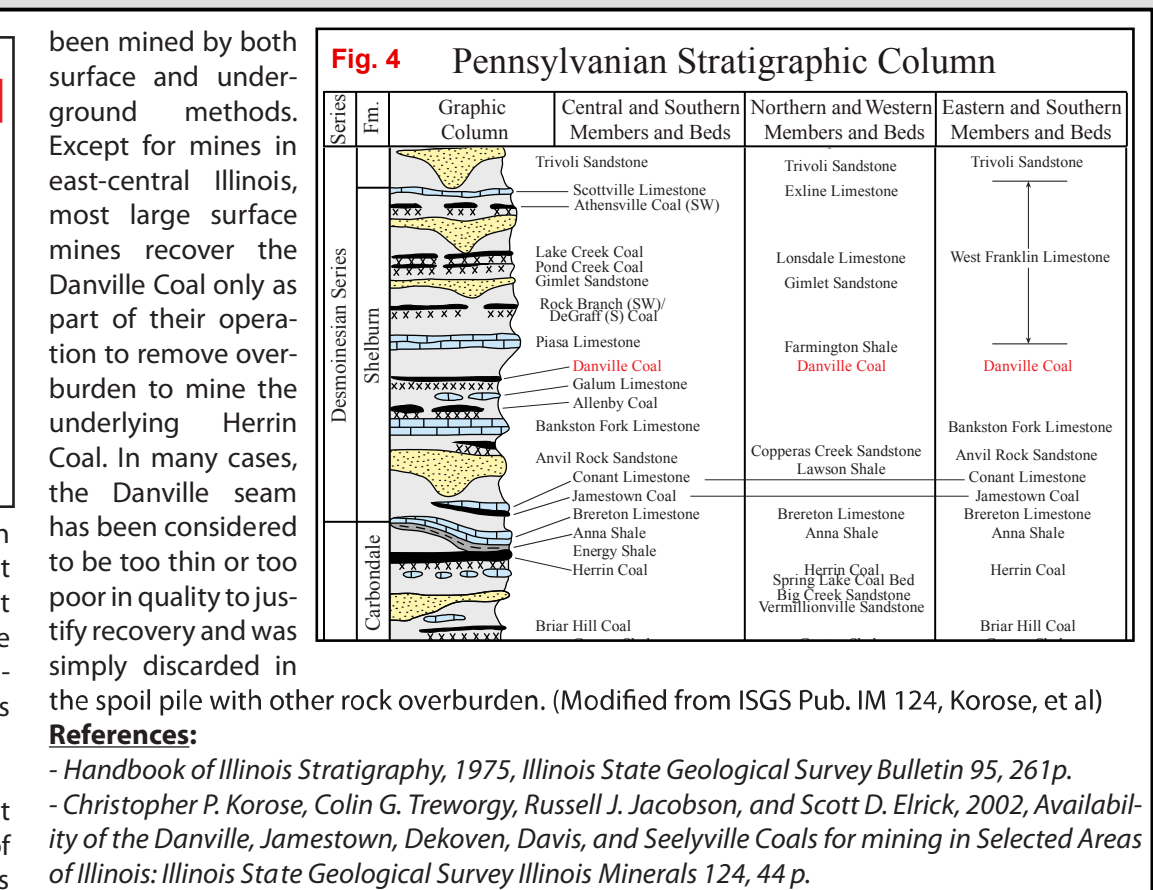 been mined by both
surface and under-
ground methods.
Except for mines in
east-central Illinois,
most large surface
mines recover the
Danville Coal only as
part of their opera-
tion to remove over-
burden to mine the
underlying Herrin
Coal. In many cases,
the Danville seam
has been considered
to be too thin or too
poor in quality to jus-
tify recovery and was
simply discarded in
the spoil pile with other rock overburden. (Modified from ISGS Pub. IM 124, Korose, et al)
Fig. 4 Pennsylvanian Stratigraphic Column
Series
Fm.
Graphic
Column
Central and Southern
Members and Beds
Northern and Western
Members and Beds
Eastern and Southern
Members and Beds
Desmoinesian Series
Shelburn
Carbondale
Trivoli Sandstone
Scottville Limestone
Athensville Coal (SW)
Lake Creek Coal
Pond Creek Coal
Gimlet Sandstone
Rock Branch (SW)/
DeGraff (S) Coal
Piasa Limestone
Danville Coal
Galum Limestone
Allenby Coal
Bankston Fork Limestone
Anvil Rock Sandstone
Conant Limestone
Jamestown Coal
Brereton Limestone
Anna Shale
Energy Shale
Herrin Coal
Briar Hill Coal
Trivoli Sandstone
Exline Limestone
Lonsdale Limestone
Gimlet Sandstone
Farmington Shale
Danville Coal
Copperas Creek Sandstone
Lawson Shale
Brereton Limestone
Anna Shale
Herrin Coal
Spring Lake Coal Bed
Big Creek Sandstone
Vermillionville Sandstone
Trivoli Sandstone
West Franklin Limestone
Danville Coal
Bankston Fork Limestone
Anvil Rock Sandstone
Conant Limestone
Jamestown Coal
Brereton Limestone
Anna Shale
Herrin Coal
Briar Hill Coal
References:
- Handbook of Illinois Stratigraphy, 1975, Illinois State Geological Survey Bulletin 95, 261p.
- Christopher P. Korose, Colin G. Treworgy, Russell J. Jacobson, and Scott D. Elrick, 2002, Availabil-
ity of the Danville, Jamestown, Dekoven, Davis, and Seelyville Coals for mining in Selected Areas
of Illinois: Illinois State Geological Survey Illinois Minerals 124, 44 p.